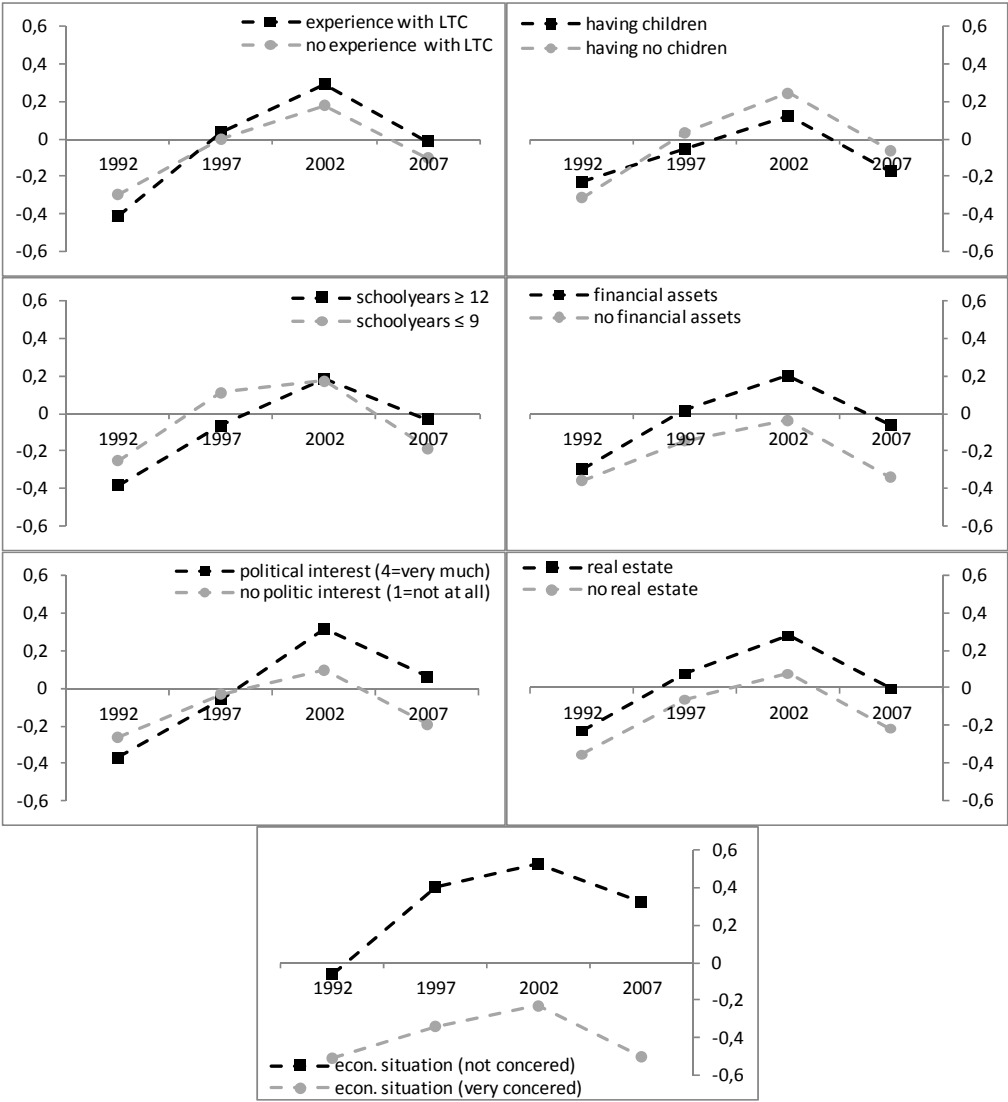 0,6
0,4
0,2
0
-0,2
-0,4
-0,6
1992 1997 2002 2007
experience with LTC
no experience with LTC
having children
having no chidren
1992 1997 2002 2007
0,6
0,4
0,2
0
-0,2
-0,4
-0,6
0,6
0,4
0,2
0
-0,2
-0,4
-0,6
1992 1997 2002 2007
schoolyears ≥ 12
schoolyears ≤ 9
financial assets
no financial assets
1992 1997 2002 2007
0,6
0,4
0,2
0
-0,2
-0,4
-0,6
0,6
0,4
0,2
0
-0,2
-0,4
-0,6
1992 1997 2002 2007
political interest (4=very much)
no politic interest (1=not at all)
real estate
no real estate
1992 1997 2002 2007
0,6
0,4
0,2
0
-0,2
-0,4
-0,6
1992 1997 2002 2007
0,6
0,4
0,2
0
-0,2
-0,4
-0,6
econ. situation (not concered)
econ. situation (very concered)